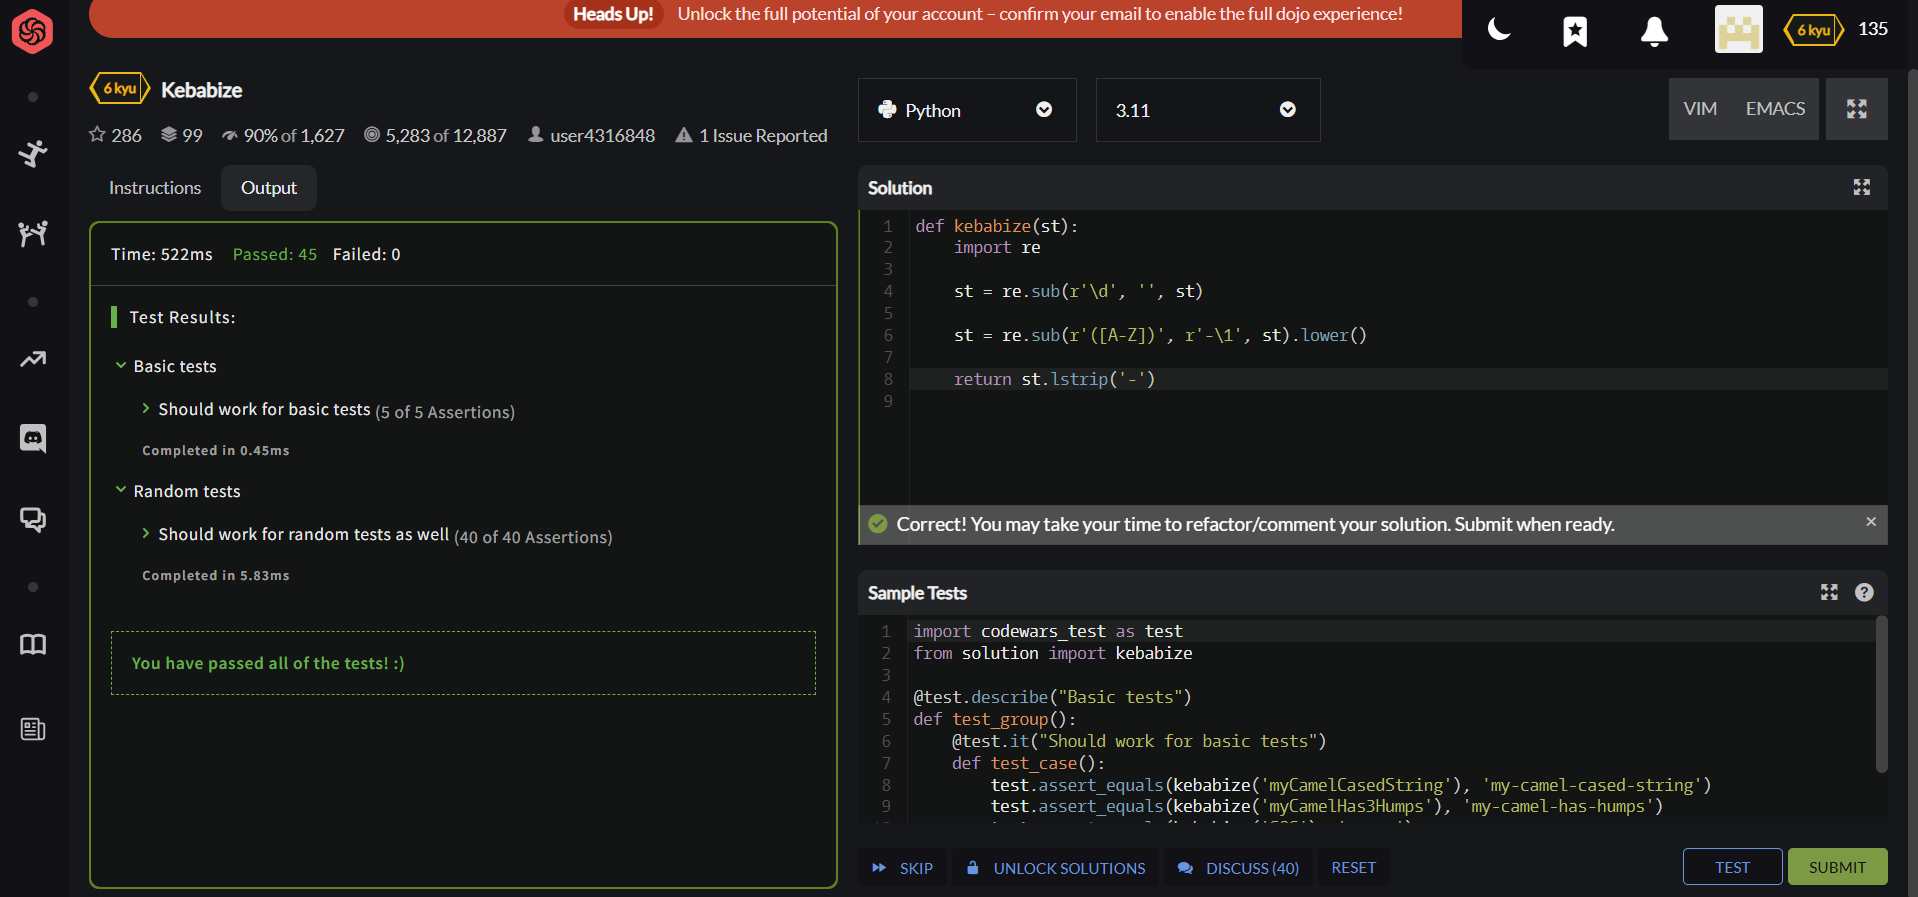 Heads Up! Unlock the full potential of your account – confirm your email to enable the full dojo experience!
6 kyu 135
6 kyu Kebabize
286 99 90% of 1,627 5,283 of 12,887 user4316848 1 Issue Reported
Instructions Output
Time: 522ms Passed: 45 Failed: 0
Test Results:
Basic tests
Should work for basic tests (5 of 5 Assertions)
Completed in 0.45ms
Random tests
Should work for random tests as well (40 of 40 Assertions)
Completed in 5.83ms
You have passed all of the tests! :)
Python 3.11 VIM EMACS
Solution
1 def kebabize(st):
2     import re
3
4     st = re.sub(r'\d', '', st)
5
6     st = re.sub(r'([A-Z])', r'-\1', st).lower()
7
8     return st.lstrip('-')
9
Correct! You may take your time to refactor/comment your solution. Submit when ready. ×
Sample Tests ?
1 import codewars_test as test
2 from solution import kebabize
3
4 @test.describe("Basic tests")
5 def test_group():
6     @test.it("Should work for basic tests")
7     def test_case():
8         test.assert_equals(kebabize('myCamelCasedString'), 'my-camel-cased-string')
9         test.assert_equals(kebabize('myCamelHas3Humps'), 'my-camel-has-humps')
SKIP UNLOCK SOLUTIONS DISCUSS (40) RESET TEST SUBMIT